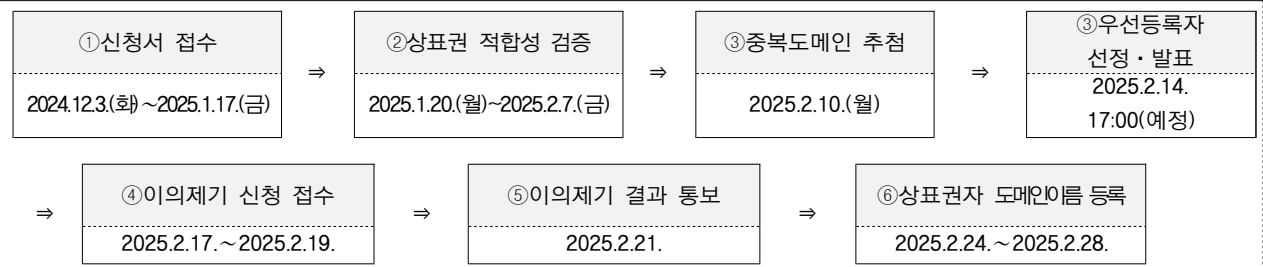 ①신청서 접수
2024.12.3.(화)~2025.1.17.(금)
⇒
②상표권 적합성 검증
2025.1.20.(월)~2025.2.7.(금)
⇒
③중복도메인 추첨
2025.2.10.(월)
⇒
③우선등록자
선정・발표
2025.2.14.
17:00(예정)
⇒
④이의제기 신청 접수
2025.2.17.~2025.2.19.
⇒
⑤이의제기 결과 통보
2025.2.21.
⇒
⑥상표권자 도메인이름 등록
2025.2.24.~2025.2.28.